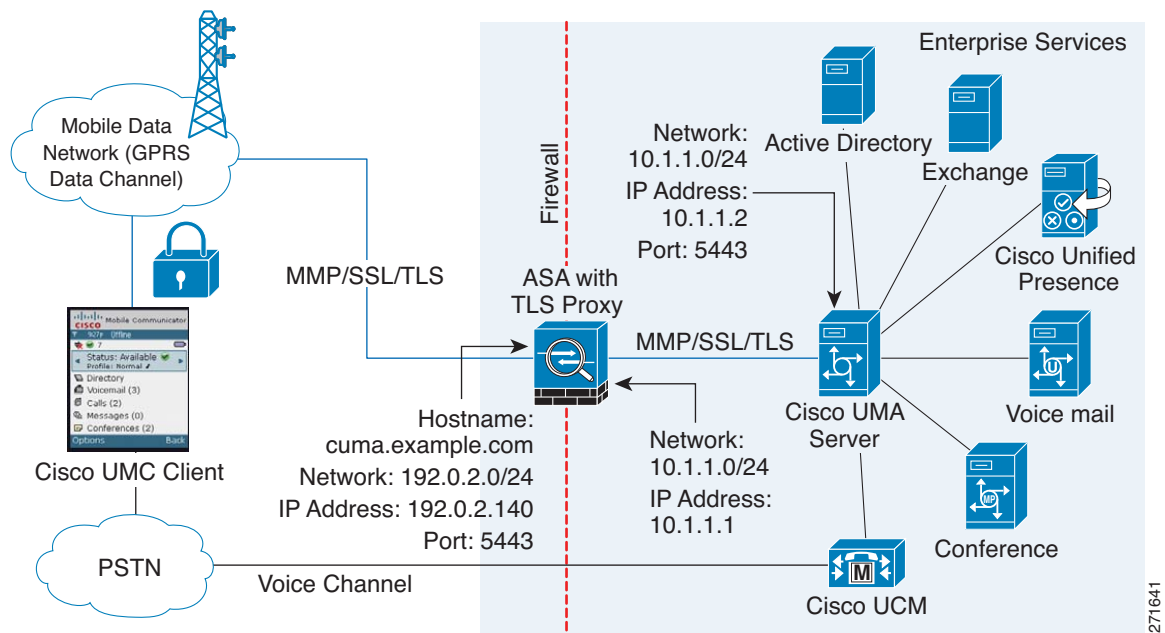 Enterprise Services
Mobile Data
Network (GPRS
Data Channel)
Network:
10.1.1.0/24
IP Address:
10.1.1.2
Port: 5443
Active Directory
Exchange
Cisco Unified
Presence
Firewall
MMP/SSL/TLS
ASA with
TLS Proxy
MMP/SSL/TLS
CISCO Mobile Communicator
Offline
7
Status: Available
Profile: Normal
Directory
Voicemail (3)
Calls (2)
Messages (0)
Conferences (2)
Options Back
Cisco UMC Client
Hostname:
cuma.example.com
Network: 192.0.2.0/24
IP Address: 192.0.2.140
Port: 5443
Network:
10.1.1.0/24
IP Address:
10.1.1.1
Cisco UMA
Server
U
Voice mail
MP
Conference
PSTN
Voice Channel
M
Cisco UCM
271641